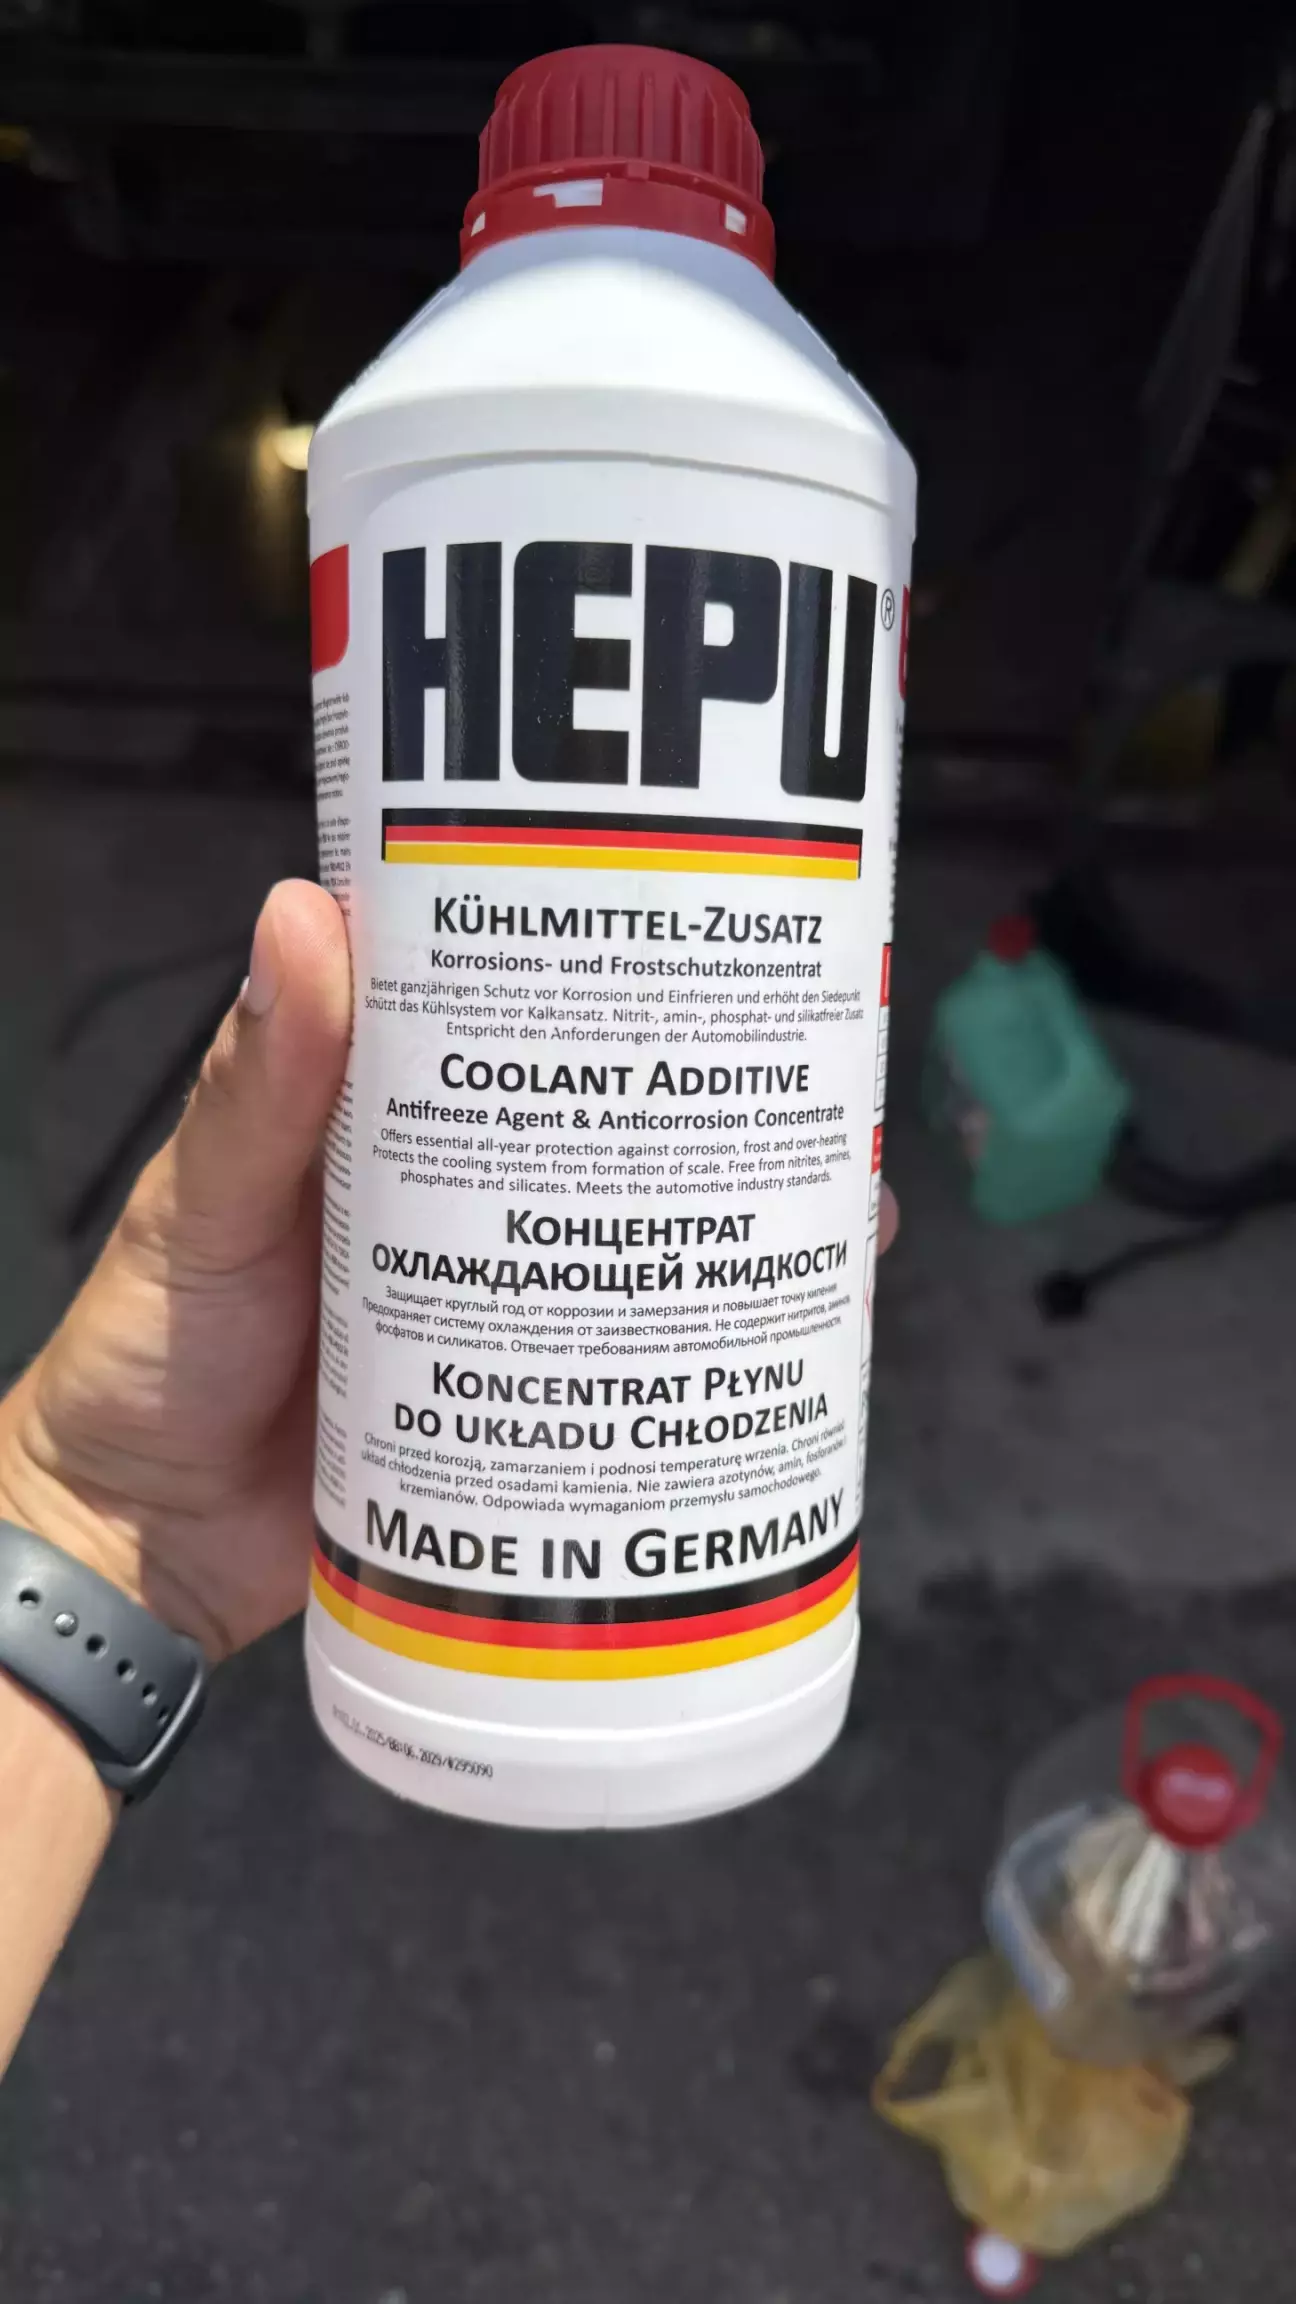 HEPU®
KÜHLMITTEL-ZUSATZ
Korrosions- und Frostschutzkonzentrat
Bietet ganzjährigen Schutz vor Korrosion und Einfrieren und erhöht den Siedepunkt
Schützt das Kühlsystem vor Kalkansatz. Nitrit-, amin-, phosphat- und silikatfreier Zusatz
Entspricht den Anforderungen der Automobilindustrie.
COOLANT ADDITIVE
Antifreeze Agent & Anticorrosion Concentrate
Offers essential all-year protection against corrosion, frost and over-heating
Protects the cooling system from formation of scale. Free from nitrites, amines,
phosphates and silicates. Meets the automotive industry standards.
КОНЦЕНТРАТ
ОХЛАЖДАЮЩЕЙ ЖИДКОСТИ
Защищает круглый год от коррозии и замерзания и повышает точку кипения
Предохраняет систему охлаждения от заизвесткования. Не содержит нитритов, аминов
фосфатов и силикатов. Отвечает требованиям автомобильной промышленности.
KONCENTRAT PŁYNU
DO UKŁADU CHŁODZENIA
Chroni przed korozją, zamarzaniem i podnosi temperaturę wrzenia. Chroni również
układ chłodzenia przed osadami kamienia. Nie zawiera azotynów, amin, fosforanów i
krzemianów. Odpowiada wymaganiom przemysłu samochodowego.
MADE IN GERMANY